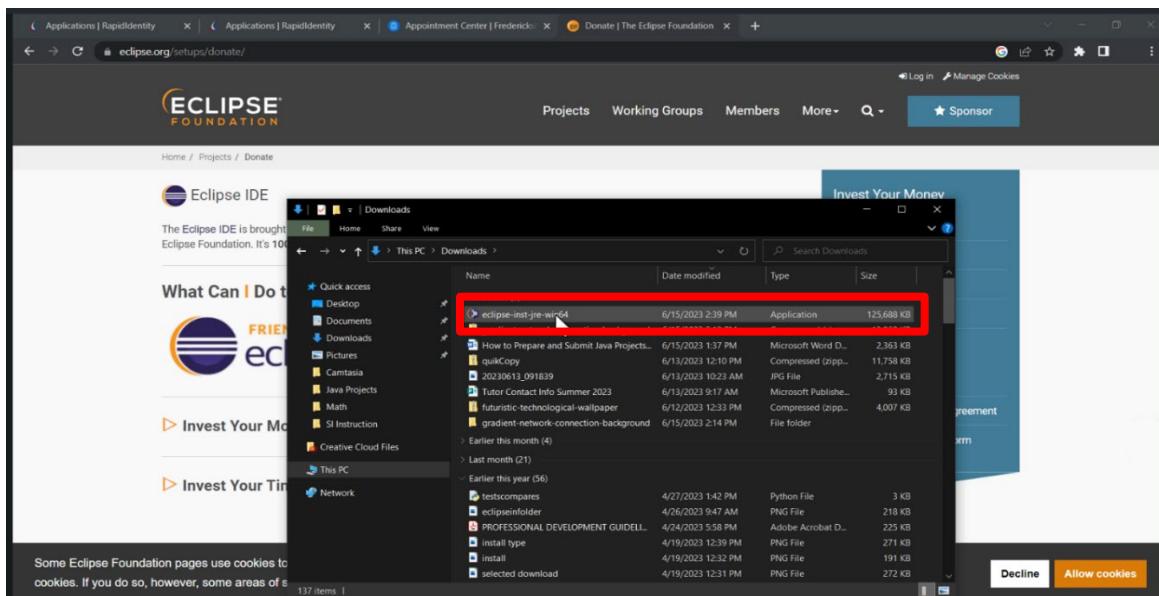 Applications | RapidIdentity
Applications | RapidIdentity
Appointment Center | Fredericks
Donate | The Eclipse Foundation
eclipse.org/setups/donate/
Log in Manage Cookies
ECLIPSE
FOUNDATION
Projects Working Groups Members More Sponsor
Home / Projects / Donate
Eclipse IDE
Invest Your Money
The Eclipse IDE is brought
Eclipse Foundation. It's 100
What Can I Do t
FRIEN
ecl
Invest Your Mo
Invest Your Tim
greement
orm
Downloads
File Home Share View
This PC > Downloads >
Search Downloads
Quick access
Desktop
Documents
Downloads
Pictures
Camtasia
Java Projects
Math
SI Instruction
Creative Cloud Files
This PC
Network
Name Date modified Type Size
eclipse-inst-jre-win64 6/15/2023 2:39 PM Application 125,688 KB
How to Prepare and Submit Java Projects... 6/15/2023 1:37 PM Microsoft Word D... 2,363 KB
quikCopy 6/13/2023 12:10 PM Compressed (zipp... 11,758 KB
20230613_091839 6/13/2023 10:23 AM JPG File 2,715 KB
Tutor Contact Info Summer 2023 6/13/2023 9:17 AM Microsoft Publishe... 93 KB
futuristic-technological-wallpaper 6/12/2023 12:33 PM Compressed (zipp... 4,007 KB
gradient-network-connection-background 6/15/2023 2:14 PM File folder
Earlier this month (4)
Last month (21)
Earlier this year (56)
testscompares 4/27/2023 1:42 PM Python File 3 KB
eclipseinfolder 4/26/2023 9:47 AM PNG File 218 KB
PROFESSIONAL DEVELOPMENT GUIDELI... 4/24/2023 5:58 PM Adobe Acrobat D... 225 KB
install type 4/19/2023 12:39 PM PNG File 271 KB
install 4/19/2023 12:32 PM PNG File 191 KB
selected download 4/19/2023 12:31 PM PNG File 272 KB
137 items
Some Eclipse Foundation pages use cookies to
cookies. If you do so, however, some areas of s
Decline
Allow cookies